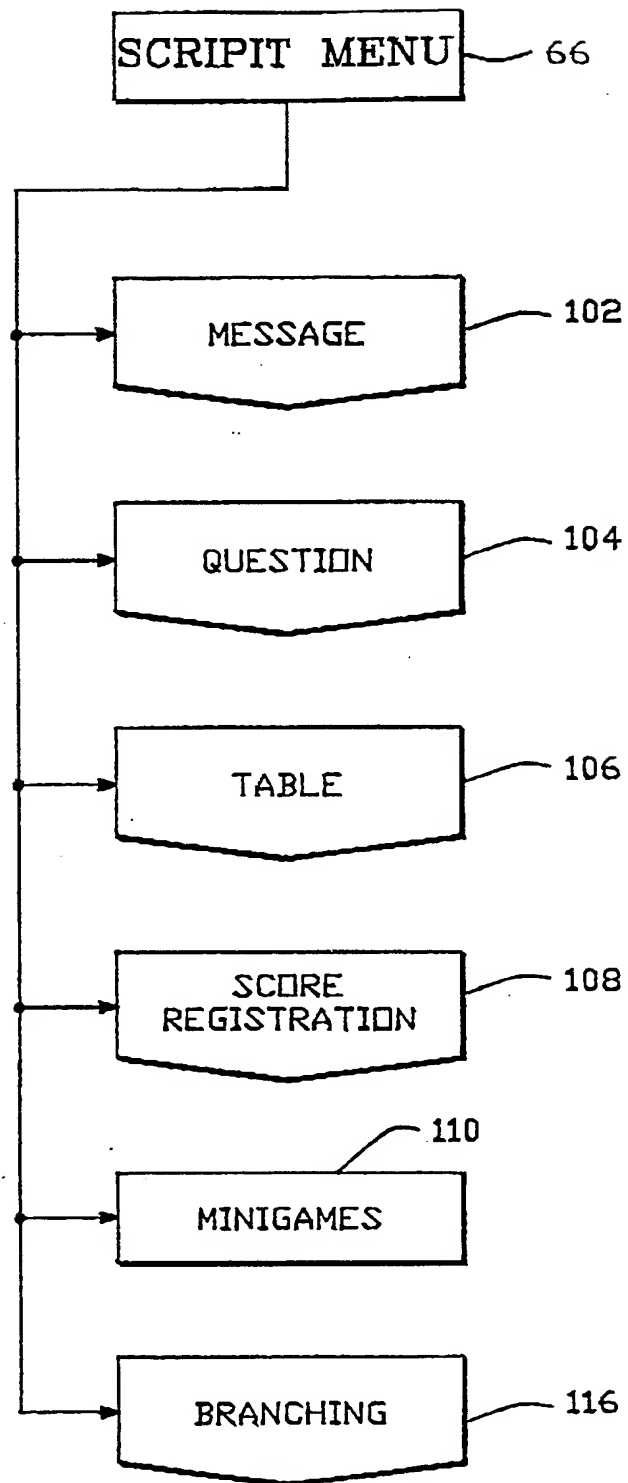 SCRIPIT MENU 66
MESSAGE 102
QUESTION 104
TABLE 106
SCORE 108
REGISTRATION
110
MINIGAMES
BRANCHING 116